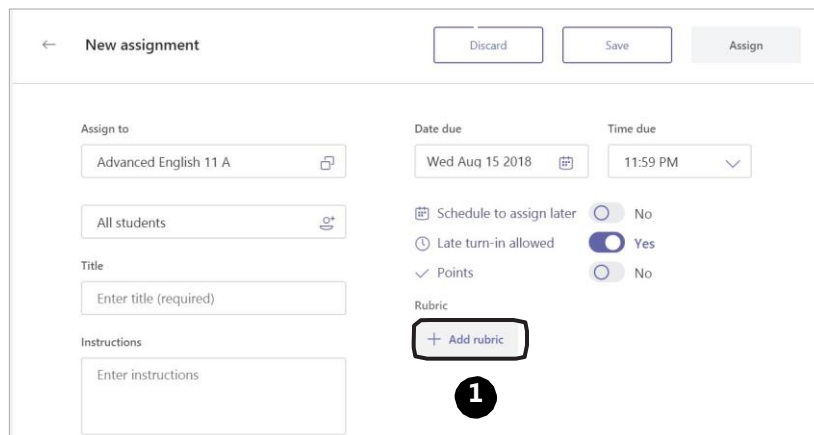 New assignment
Discard
Save
Assign
Assign to
Advanced English 11 A
All students
Title
Enter title (required)
Instructions
Enter instructions
Date due
Time due
Wed Aug 15 2018
11:59 PM
Schedule to assign later No
Late turn-in allowed Yes
Points No
Rubric
+ Add rubric
1